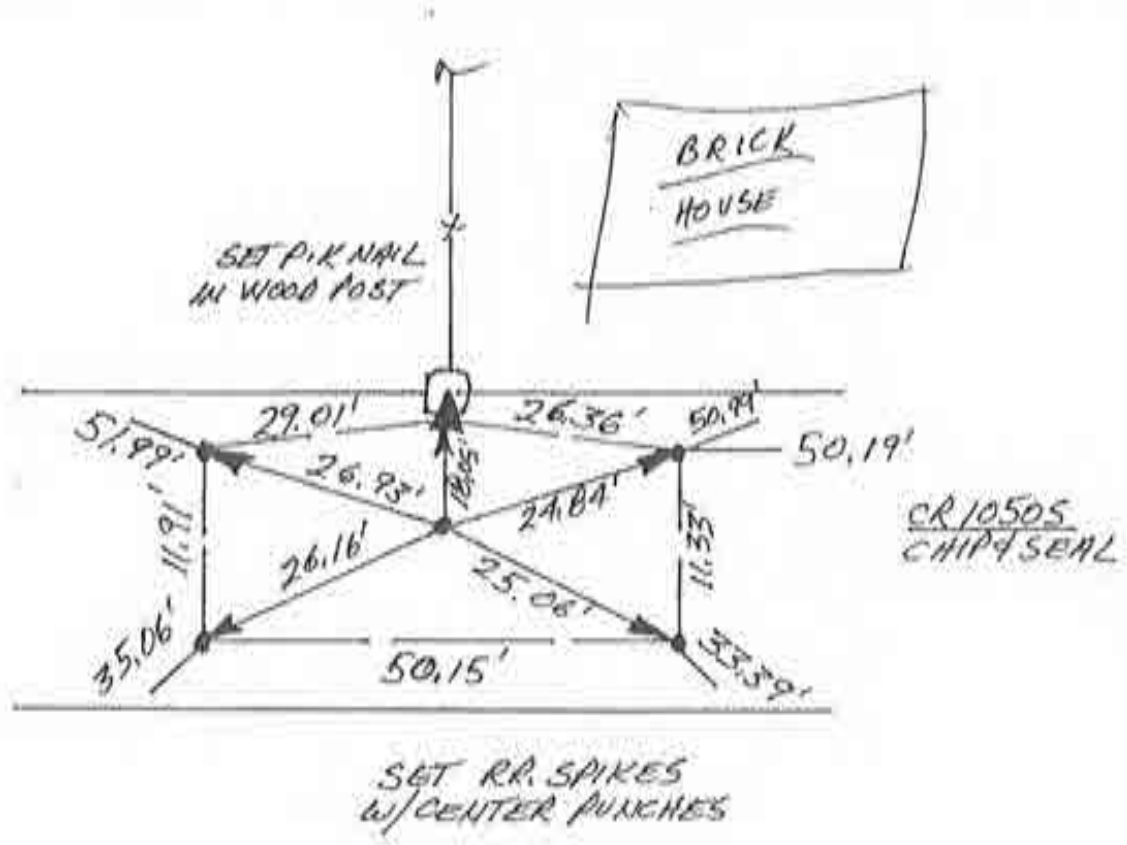 BRICK
HOUSE
SET P.K NAIL
IN WOOD POST
29.01'
26.36'
50.99'
51.99'
50.19'
26.93'
18.05'
24.84'
CR 1050S
CHIP & SEAL
11.91'
26.16'
25.06'
11.33'
35.06'
50.15'
33.39'
SET RR. SPIKES
W/CENTER PUNCHES